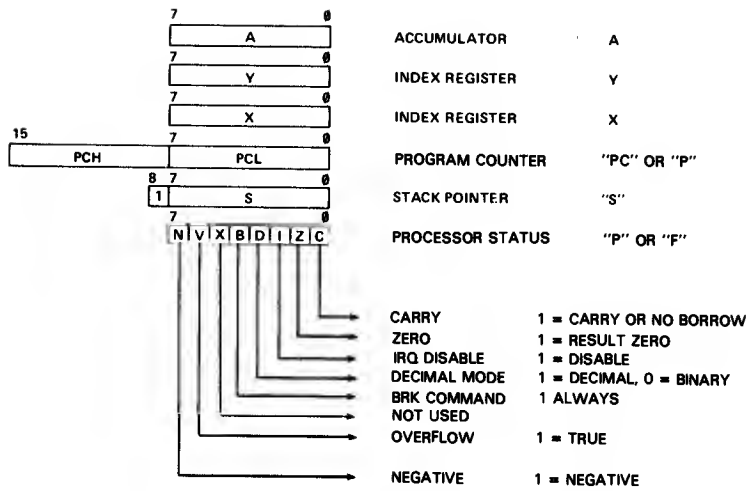 7 0
A ACCUMULATOR A
7 0
Y INDEX REGISTER Y
7 0
X INDEX REGISTER X
15 7 0
PCH PCL PROGRAM COUNTER "PC" OR "P"
8 7 0
1 S STACK POINTER "S"
7 0
N V X B D I Z C PROCESSOR STATUS "P" OR "F"
CARRY 1 = CARRY OR NO BORROW
ZERO 1 = RESULT ZERO
IRQ DISABLE 1 = DISABLE
DECIMAL MODE 1 = DECIMAL, 0 = BINARY
BRK COMMAND 1 ALWAYS
NOT USED
OVERFLOW 1 = TRUE
NEGATIVE 1 = NEGATIVE